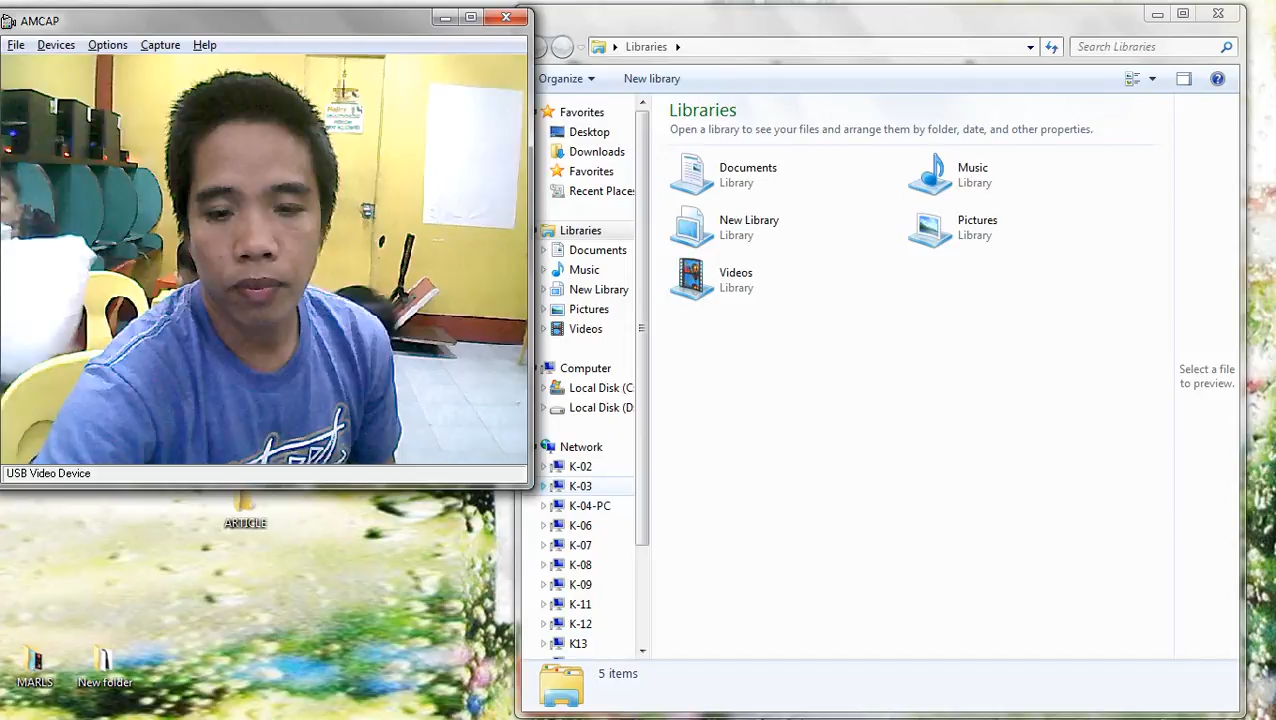 AMCAP
File Devices Options Capture Help
USB Video Device
ARTICLE
MARLS
New folder
Libraries
Search Libraries
Organize
New library
Favorites
Desktop
Downloads
Favorites
Recent Places
Libraries
Documents
Music
New Library
Pictures
Videos
Computer
Local Disk (C
Local Disk (D
Network
K-02
K-03
K-04-PC
K-06
K-07
K-08
K-09
K-11
K-12
K13
Libraries
Open a library to see your files and arrange them by folder, date, and other properties.
Documents
Library
Music
Library
New Library
Library
Pictures
Library
Videos
Library
Select a file
to preview.
5 items